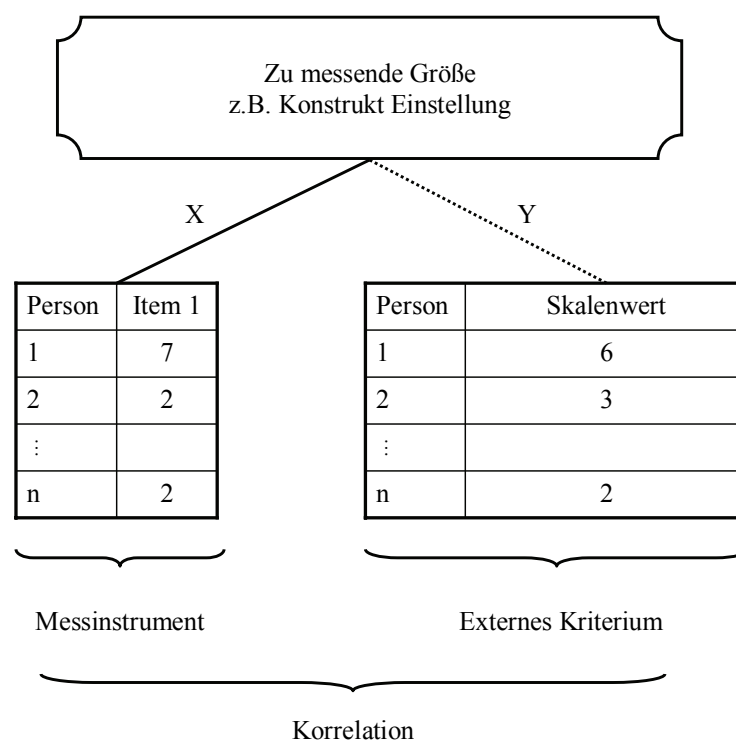 Zu messende Größe
z.B. Konstrukt Einstellung
X
Y
Person Item 1
1 7
2 2
⋮
n 2
Person Skalenwert
1 6
2 3
⋮
n 2
Messinstrument
Externes Kriterium
Korrelation